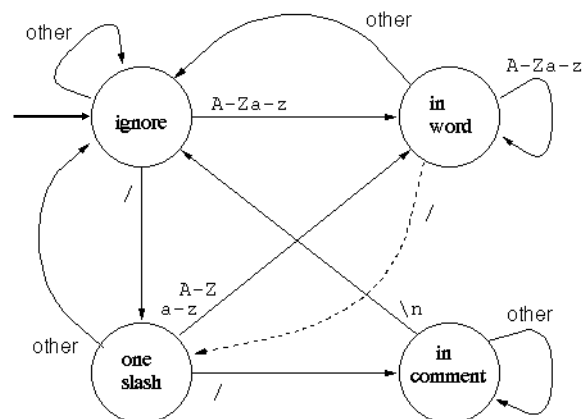 other
other
A-Za-z
A-Za-z
ignore
in
word
/
/
A-Z
a-z
\n
other
other
one
slash
/
in
comment